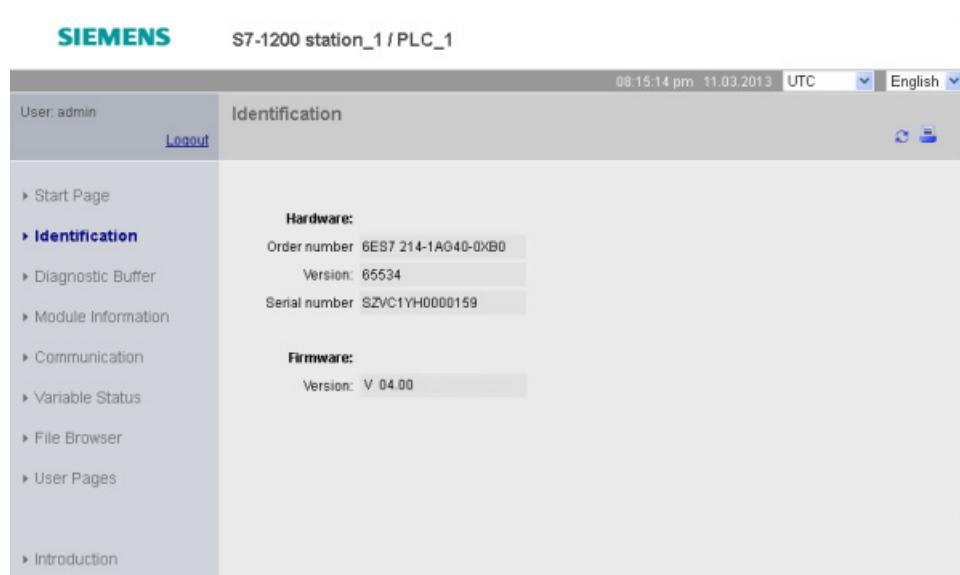 SIEMENS S7-1200 station_1 / PLC_1
08:15:14 pm 11.03.2013 UTC English
User: admin
Identification
Logout
Start Page
Identification
Diagnostic Buffer
Module Information
Communication
Variable Status
File Browser
User Pages
Introduction
Hardware:
Order number 6ES7 214-1AG40-0XB0
Version: 65534
Serial number SZVC1YH0000159
Firmware:
Version: V 04.00